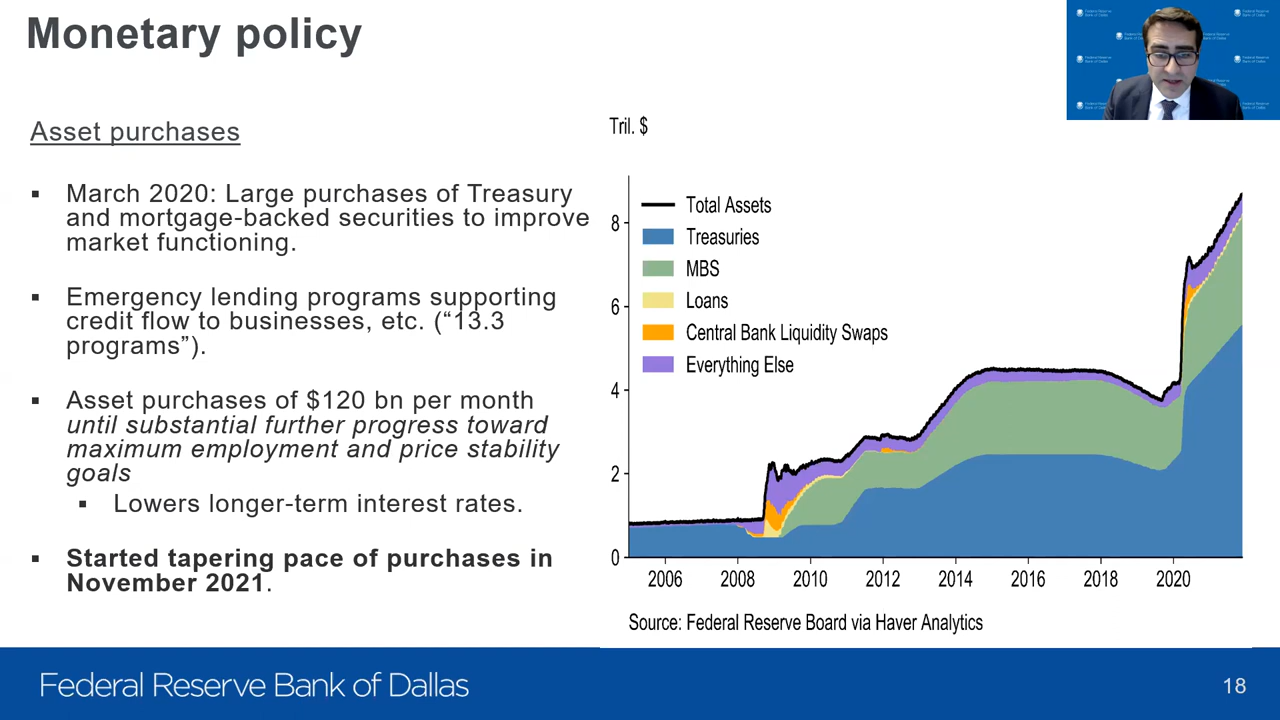 Monetary policy
Asset purchases
▪ March 2020: Large purchases of Treasury
and mortgage-backed securities to improve
market functioning.
▪ Emergency lending programs supporting
credit flow to businesses, etc. (“13.3
programs”).
▪ Asset purchases of $120 bn per month
until substantial further progress toward
maximum employment and price stability
goals
▪ Lowers longer-term interest rates.
▪ Started tapering pace of purchases in
November 2021.
Tril. $
Total Assets
Treasuries
MBS
Loans
Central Bank Liquidity Swaps
Everything Else
8
6
4
2
0
2006 2008 2010 2012 2014 2016 2018 2020
Source: Federal Reserve Board via Haver Analytics
Federal Reserve Bank of Dallas
18